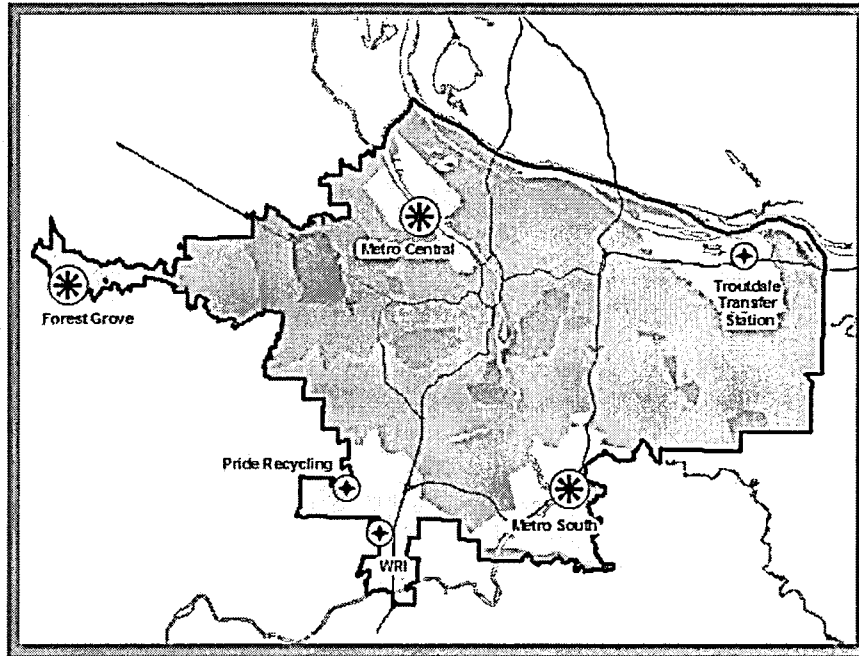 Metro Central
Forest Grove
Troutdale
Transfer
Station
Pride Recycling
Metro South
WRI